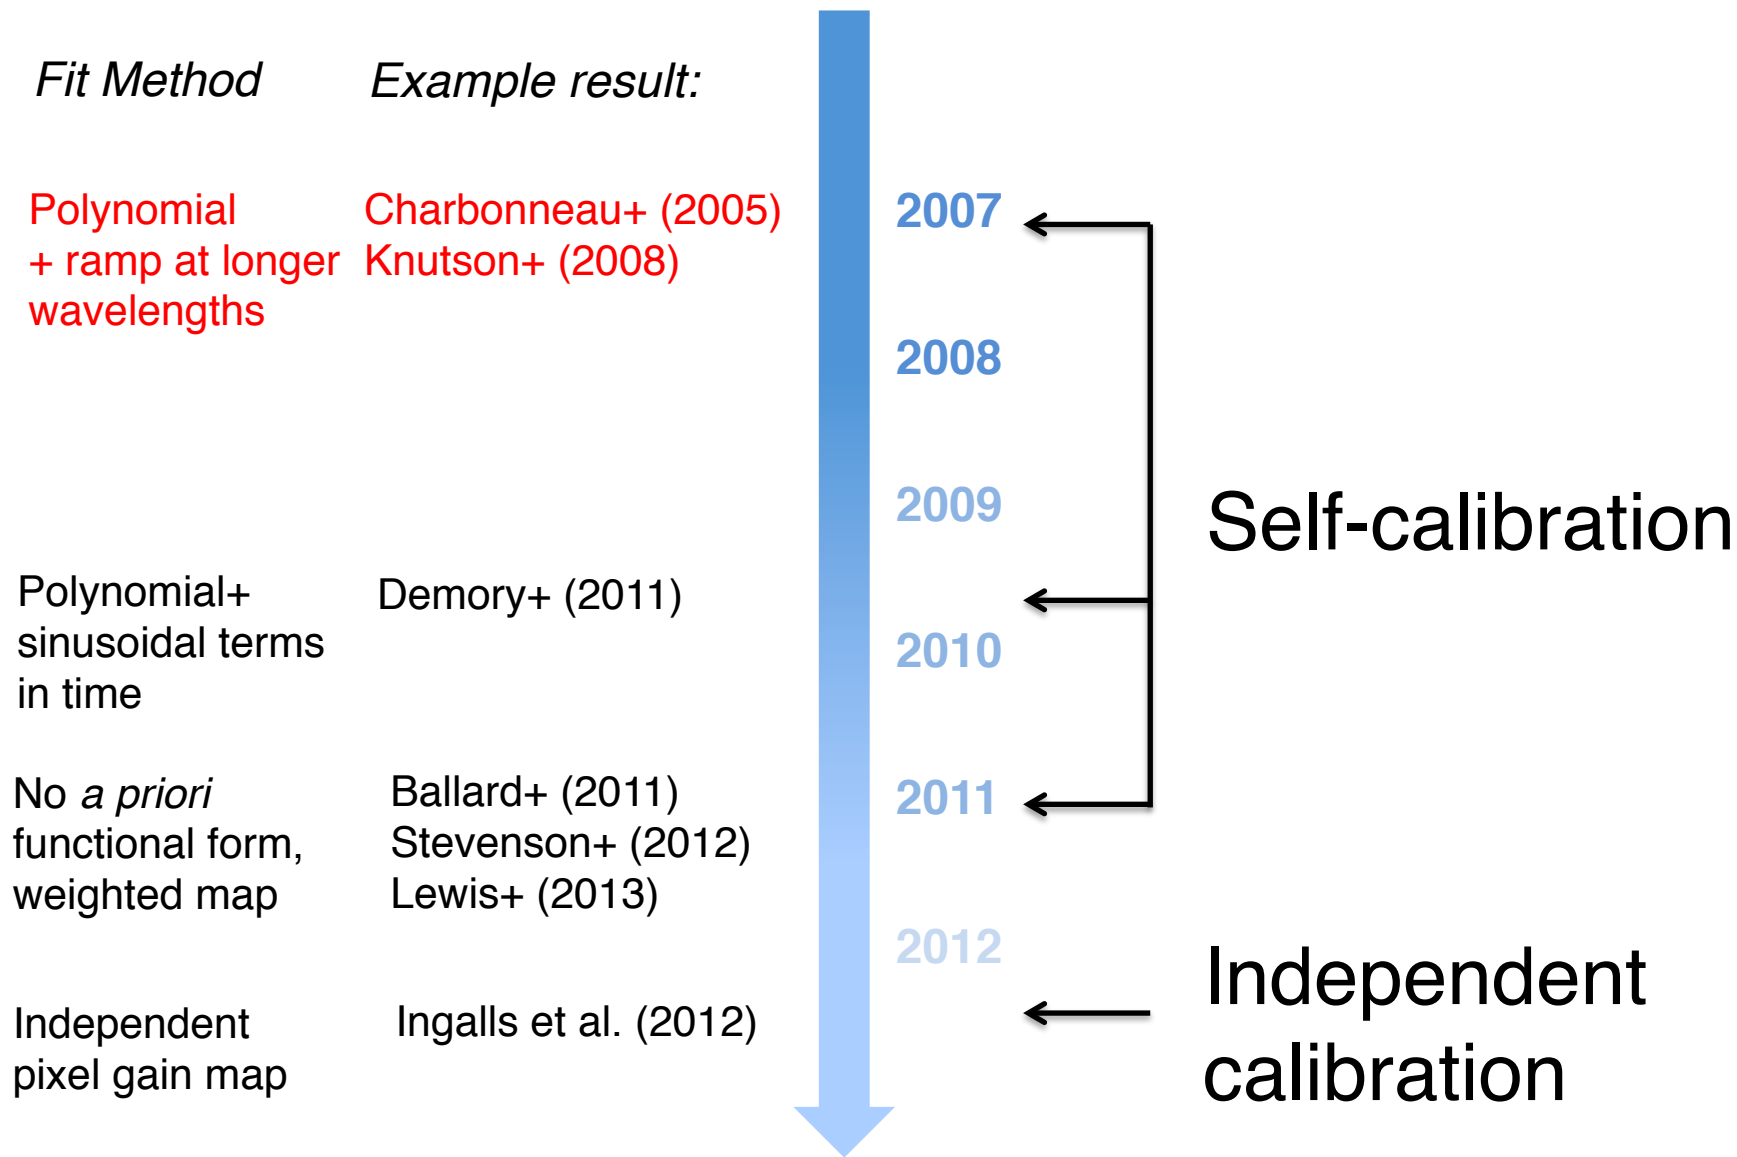 Fit Method
Example result:
Polynomial
+ ramp at longer
wavelengths
Charbonneau+ (2005)
Knutson+ (2008)
2007
2008
2009
Self-calibration
Polynomial+
sinusoidal terms
in time
Demory+ (2011)
2010
No a priori
functional form,
weighted map
Ballard+ (2011)
Stevenson+ (2012)
Lewis+ (2013)
2011
2012
Independent
pixel gain map
Ingalls et al. (2012)
Independent
calibration